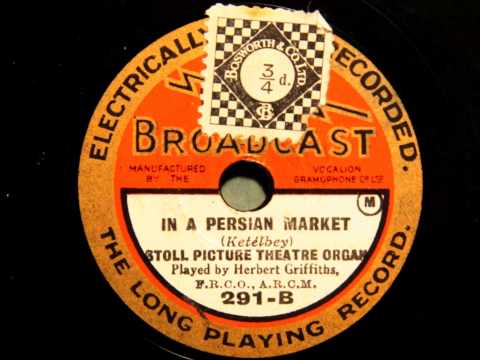 ELECTRICALLY RECORDED.
BOSWORTH & CO LTD
3/4 d.
BROADCAST
MANUFACTURED BY THE
VOCALION GRAMOPHONE CO LTD
M
IN A PERSIAN MARKET
(Ketèlbey)
STOLL PICTURE THEATRE ORGAN
Played by Herbert Griffiths,
F.R.C.O., A.R.C.M.
291-B
THE LONG PLAYING RECORD.